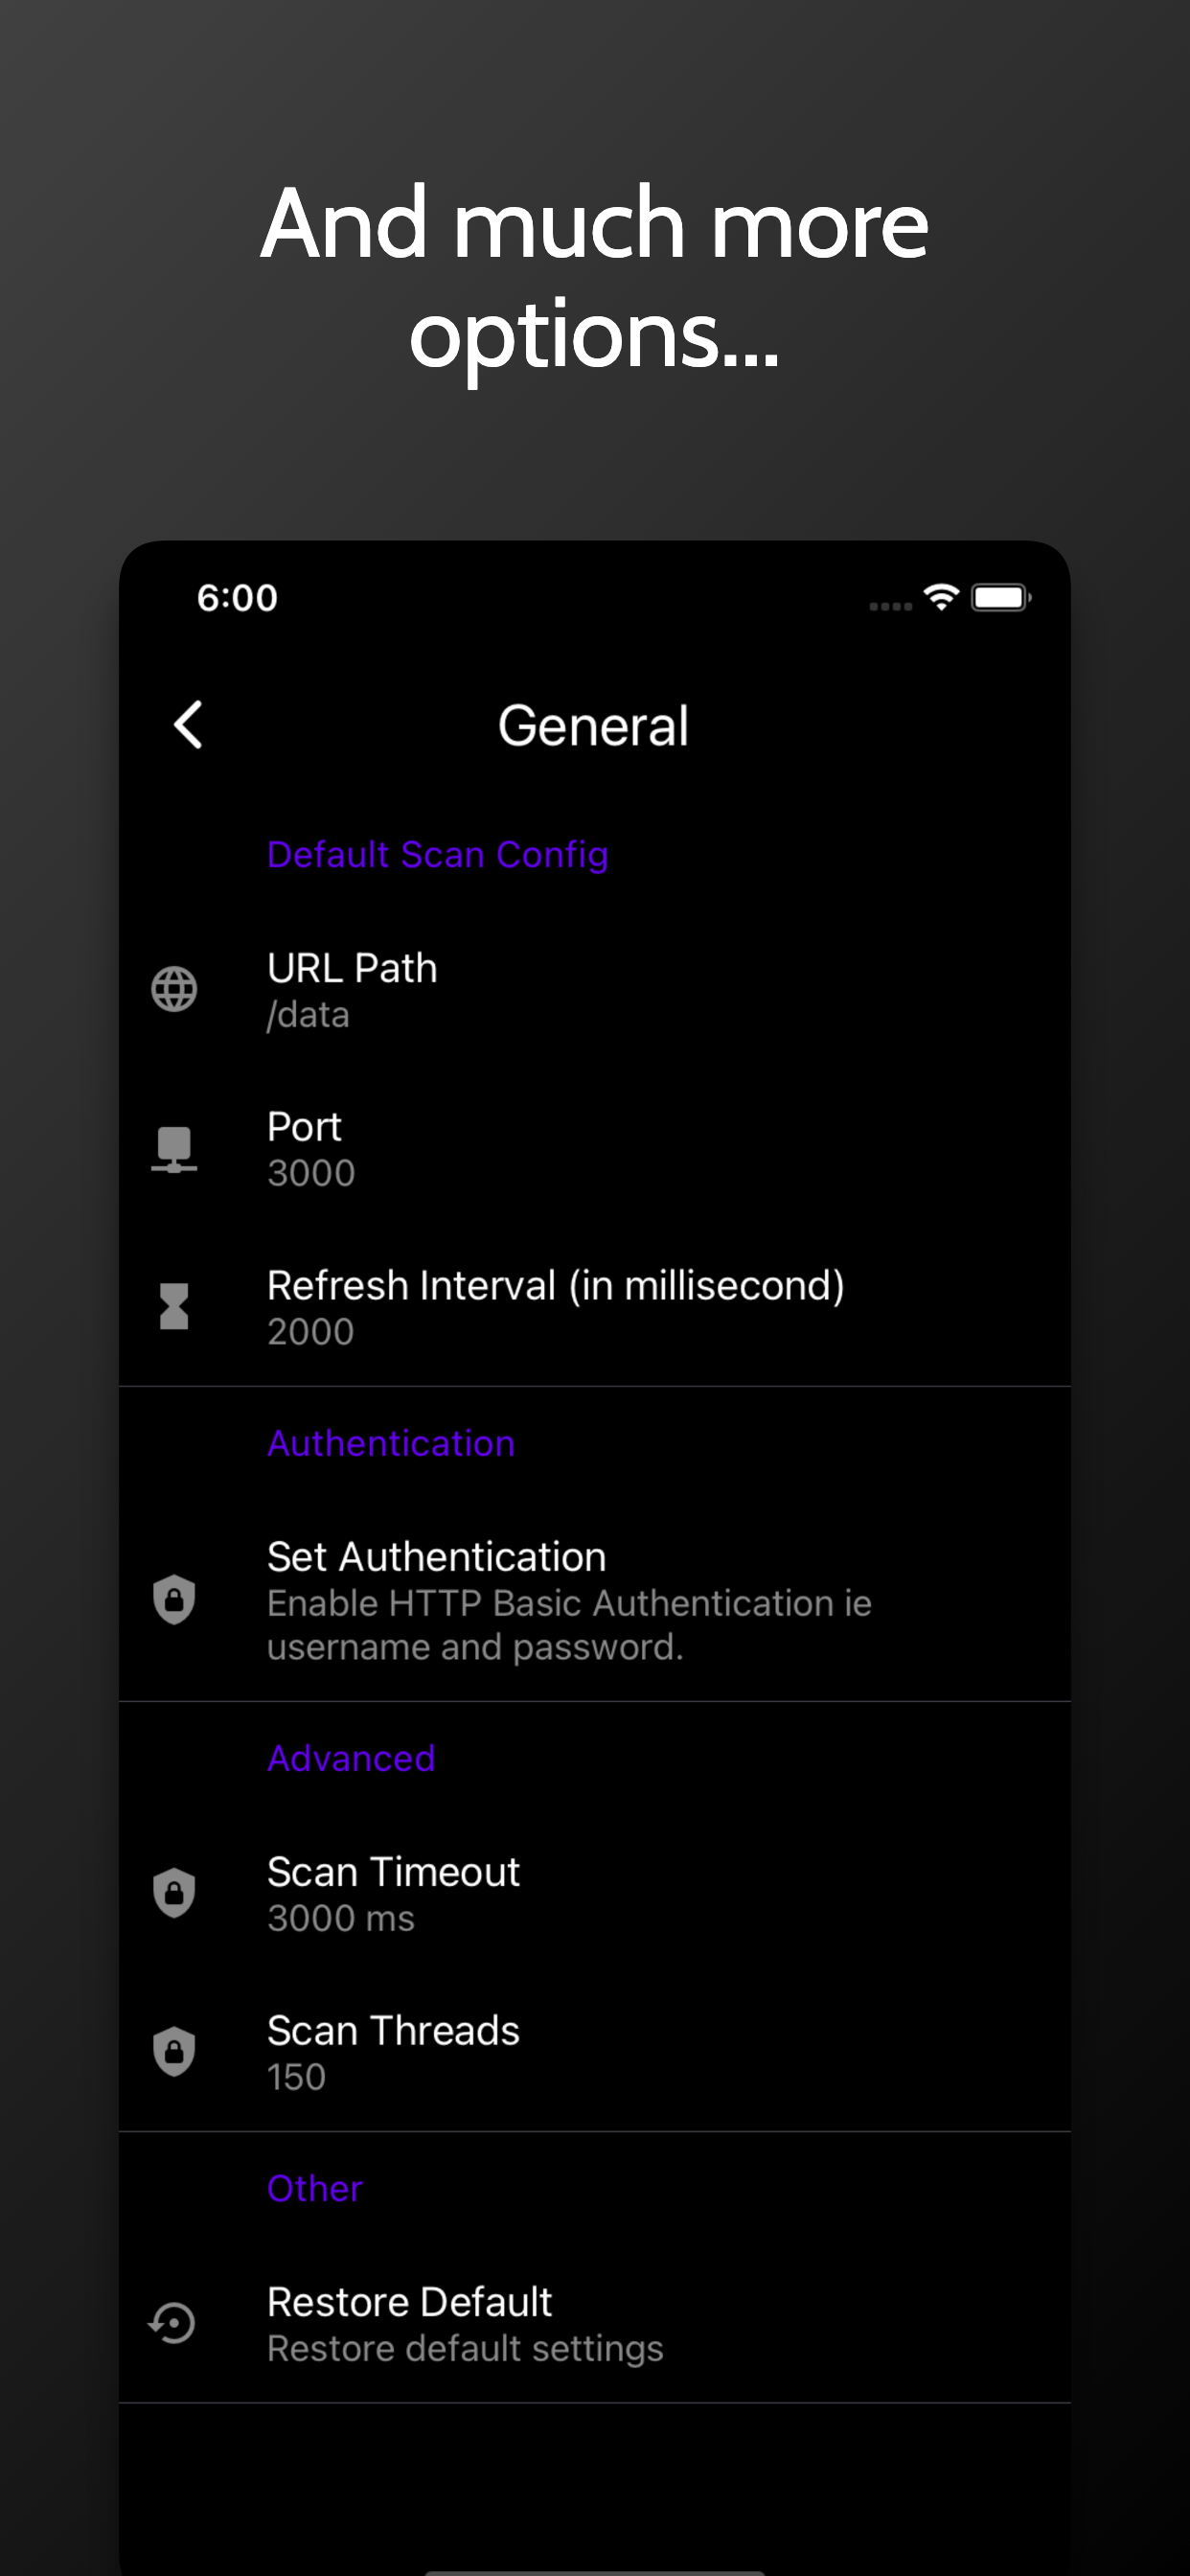 And much more
options...
6:00
General
Default Scan Config
URL Path
/data
Port
3000
Refresh Interval (in millisecond)
2000
Authentication
Set Authentication
Enable HTTP Basic Authentication ie
username and password.
Advanced
Scan Timeout
3000 ms
Scan Threads
150
Other
Restore Default
Restore default settings